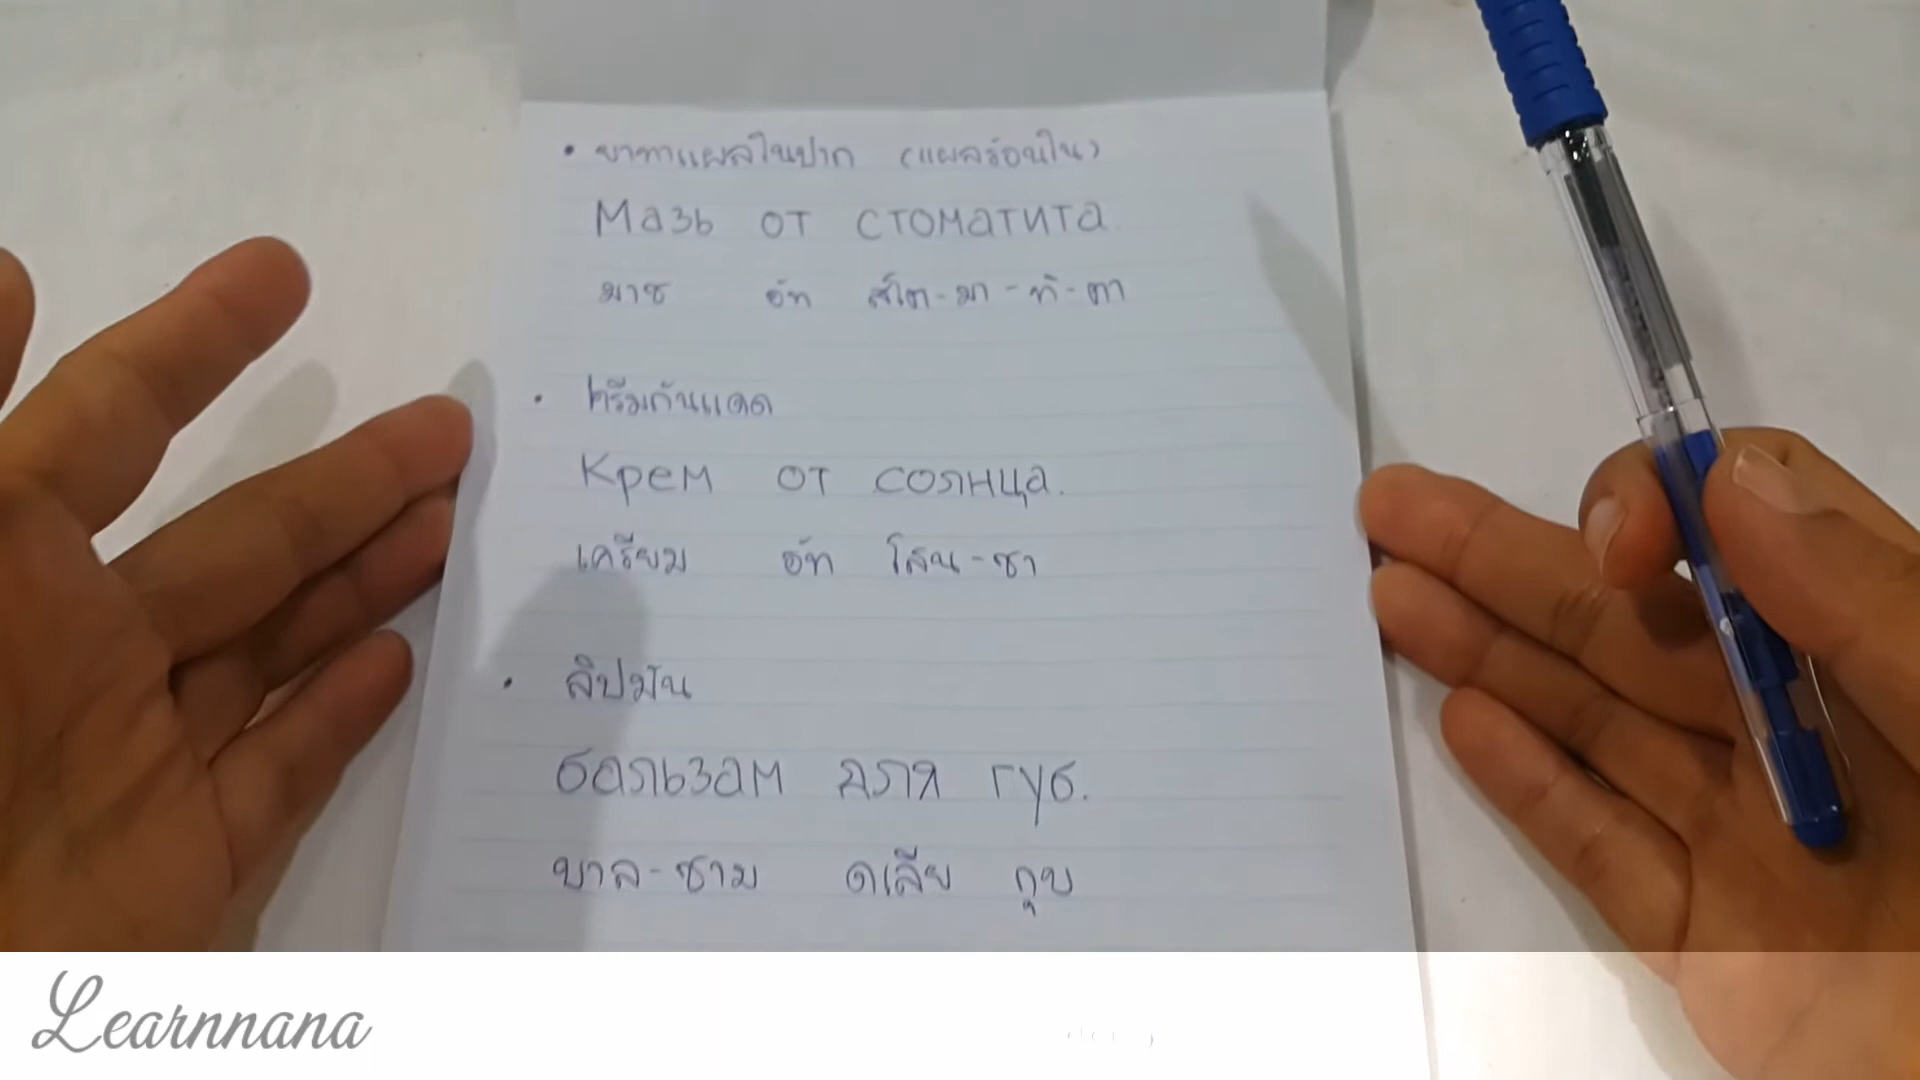 • ยาทาแผลในปาก (แผลร้อนใน)
Мазь от стоматита.
มาซ อัท สโต-มา-ทิ-ตา
• ครีมกันแดด
Крем от солнца.
เครียม อัท โสน-ซา
• ลิปมัน
бальзам для губ.
บาล-ซาม ดเลีย กูบ
Learnnana